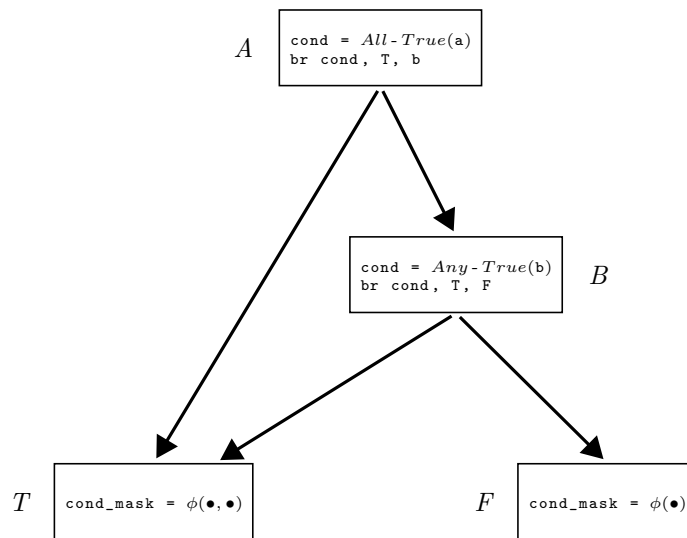 A
cond = All-True(a)
br cond, T, b
cond = Any-True(b)
br cond, T, F
B
T
cond_mask = ϕ(•, •)
F
cond_mask = ϕ(•)